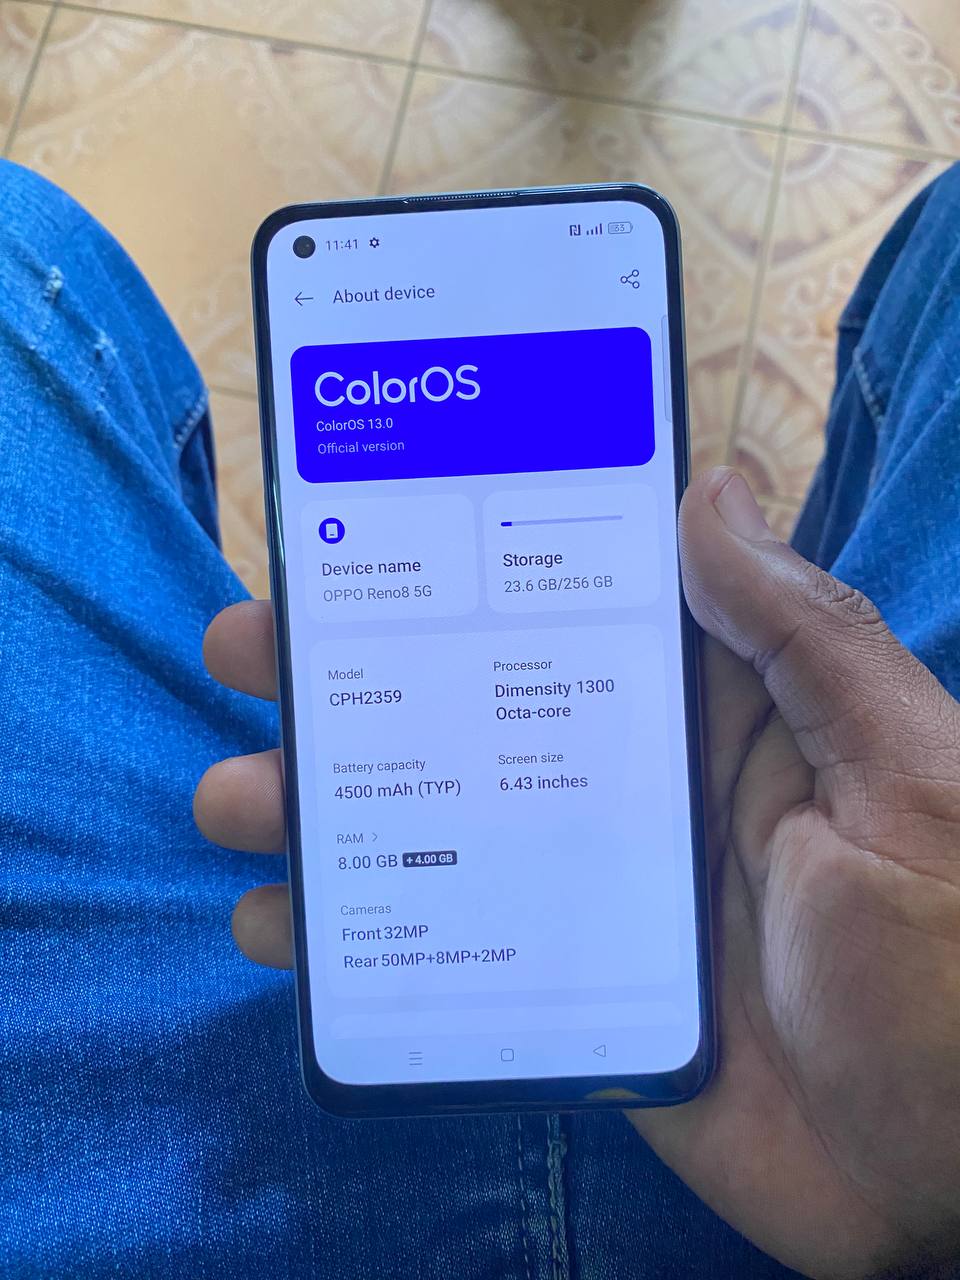 11:41
33
About device
ColorOS
ColorOS 13.0
Official version
Device name
OPPO Reno8 5G
Storage
23.6 GB/256 GB
Model
CPH2359
Processor
Dimensity 1300
Octa-core
Battery capacity
4500 mAh (TYP)
Screen size
6.43 inches
RAM
8.00 GB +4.00 GB
Cameras
Front 32MP
Rear 50MP+8MP+2MP